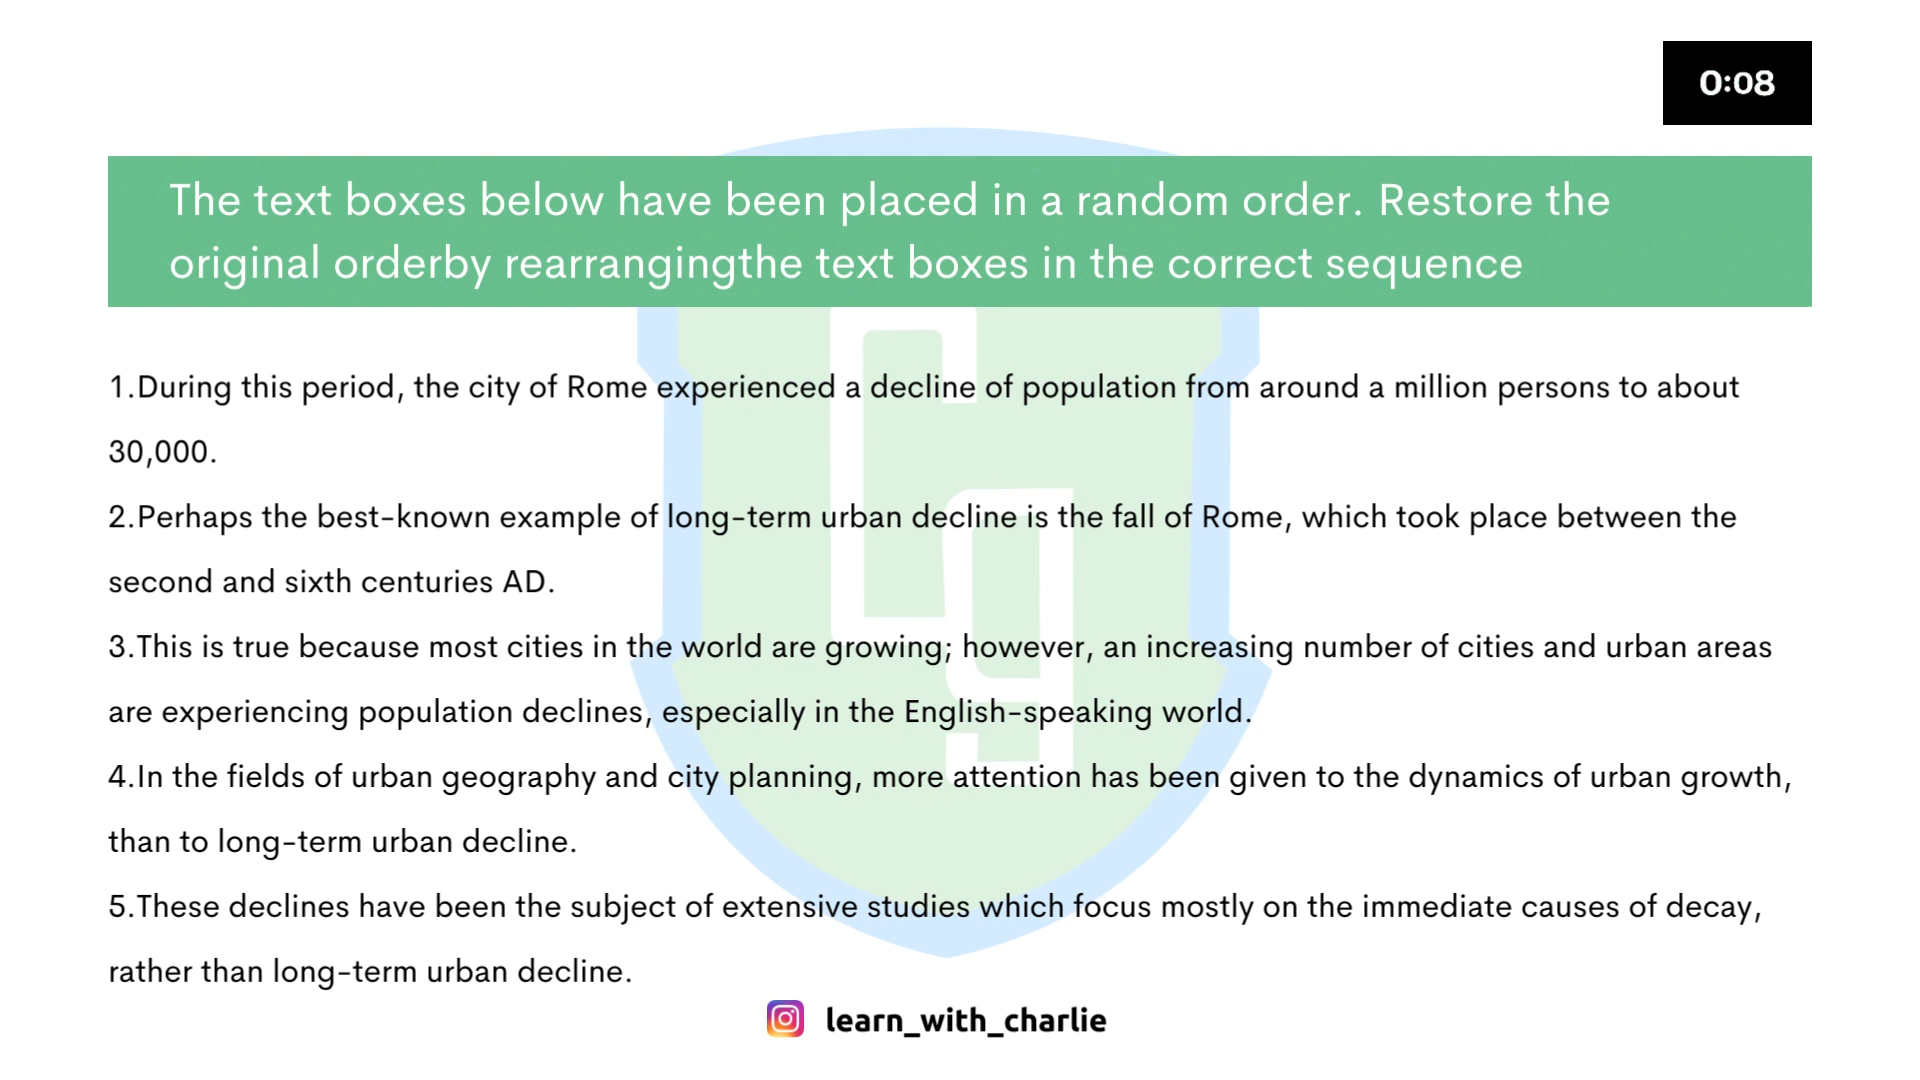 0:08
The text boxes below have been placed in a random order. Restore the
original orderby rearrangingthe text boxes in the correct sequence
1.During this period, the city of Rome experienced a decline of population from around a million persons to about
30,000.
2.Perhaps the best-known example of long-term urban decline is the fall of Rome, which took place between the
second and sixth centuries AD.
3.This is true because most cities in the world are growing; however, an increasing number of cities and urban areas
are experiencing population declines, especially in the English-speaking world.
4.In the fields of urban geography and city planning, more attention has been given to the dynamics of urban growth,
than to long-term urban decline.
5.These declines have been the subject of extensive studies which focus mostly on the immediate causes of decay,
rather than long-term urban decline.
learn_with_charlie